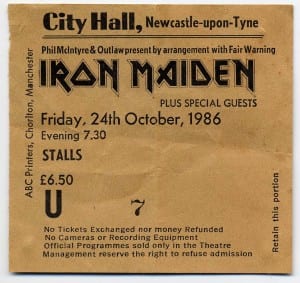 City Hall, Newcastle-upon-Tyne
Phil McIntyre & Outlaw present by arrangement with Fair Warning
IRON MAIDEN
PLUS SPECIAL GUESTS
Friday, 24th October, 1986
Evening 7.30
STALLS
£6.50
U 7
No Tickets Exchanged nor money Refunded
No Cameras or Recording Equipment
Official Programmes sold only in the Theatre
Management reserve the right to refuse admission
ABC Printers, Chorlton, Manchester
Retain this portion